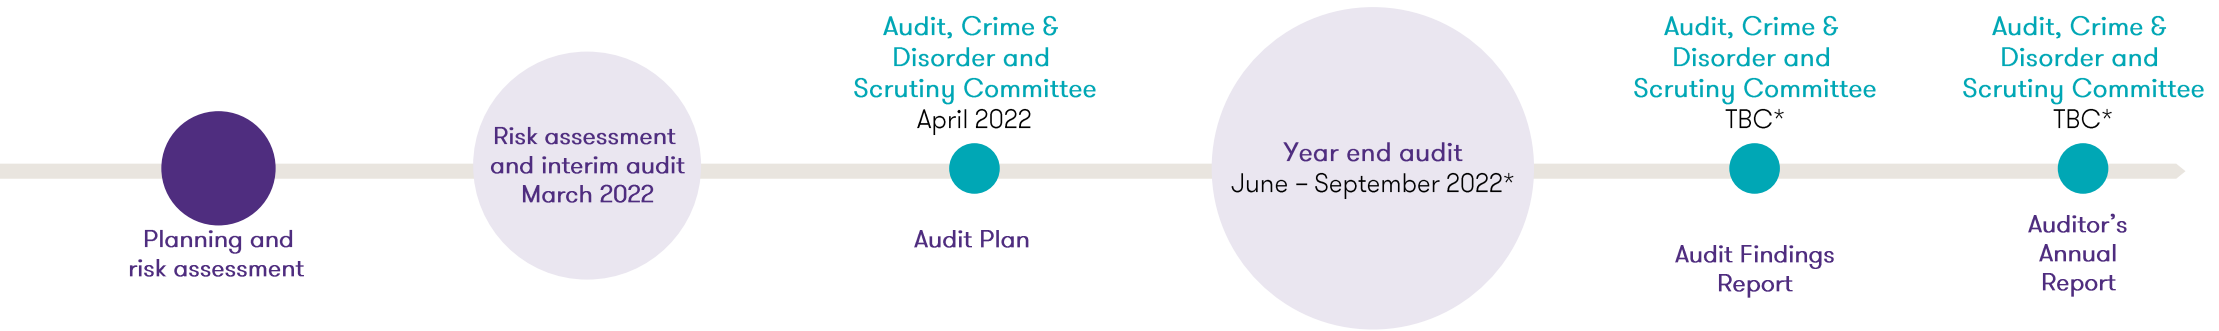 Planning and
risk assessment
Risk assessment
and interim audit
March 2022
Audit, Crime &
Disorder and
Scrutiny Committee
April 2022
Audit Plan
Year end audit
June – September 2022*
Audit, Crime &
Disorder and
Scrutiny Committee
TBC*
Audit Findings
Report
Audit, Crime &
Disorder and
Scrutiny Committee
TBC*
Auditor’s
Annual
Report